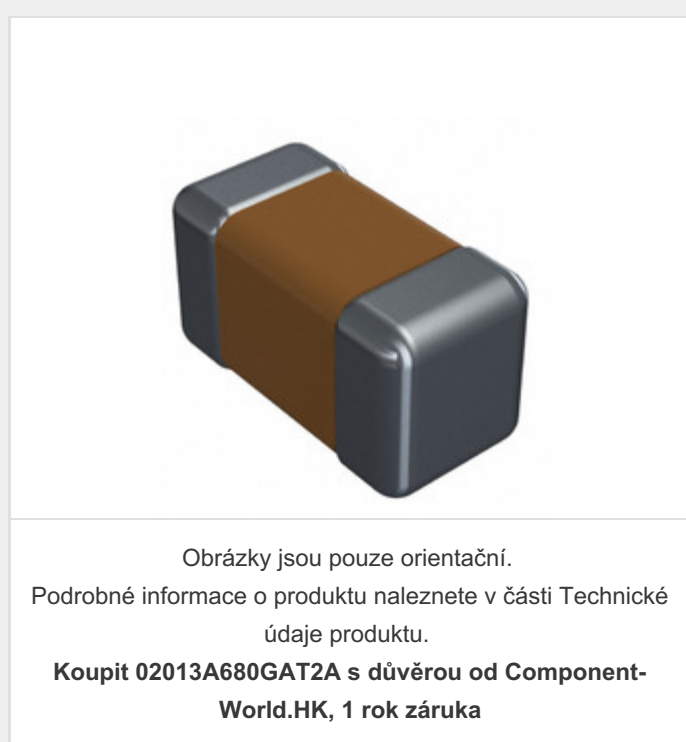 Obrázky jsou pouze orientační.
Podrobné informace o produktu naleznete v části Technické
údaje produktu.
Koupit 02013A680GAT2A s důvěrou od Component-
World.HK, 1 rok záruka